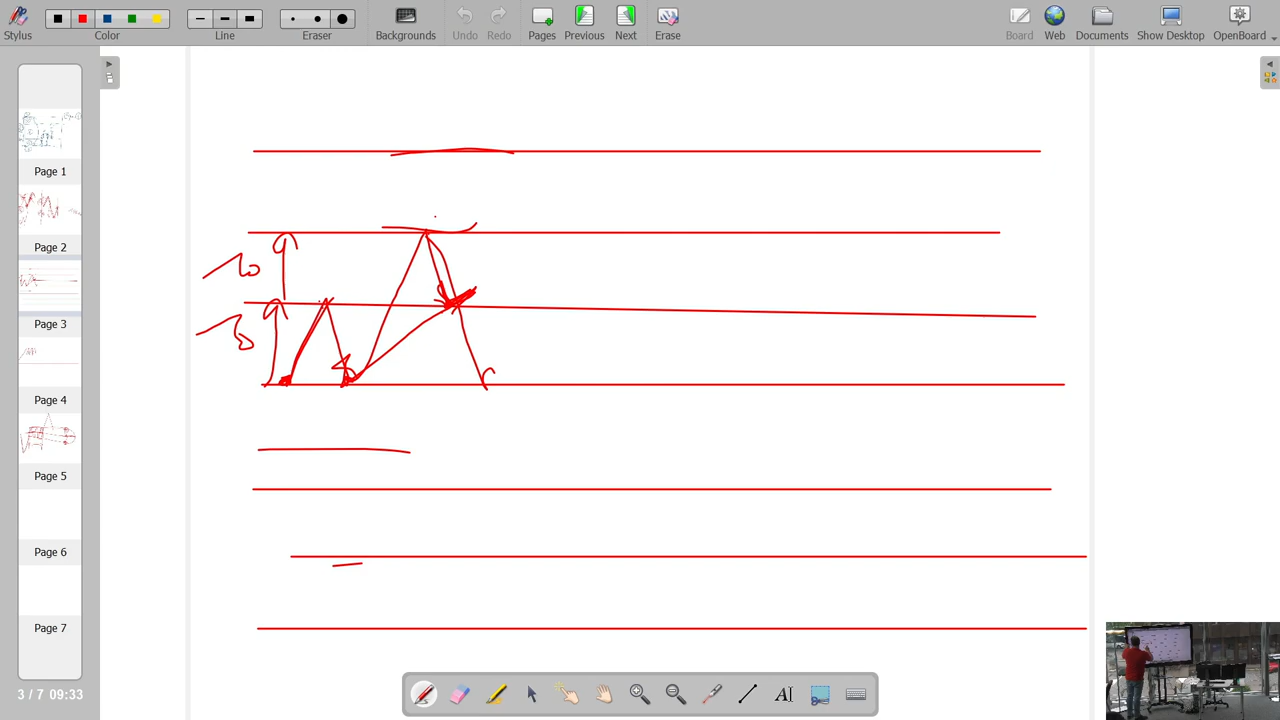 Stylus
Color
Line
Eraser
Backgrounds
Undo
Redo
Pages
Previous
Next
Erase
Board
Web
Documents
Show Desktop
OpenBoard
Page 1
Page 2
Page 3
Page 4
Page 5
Page 6
Page 7
3 / 7 09:33